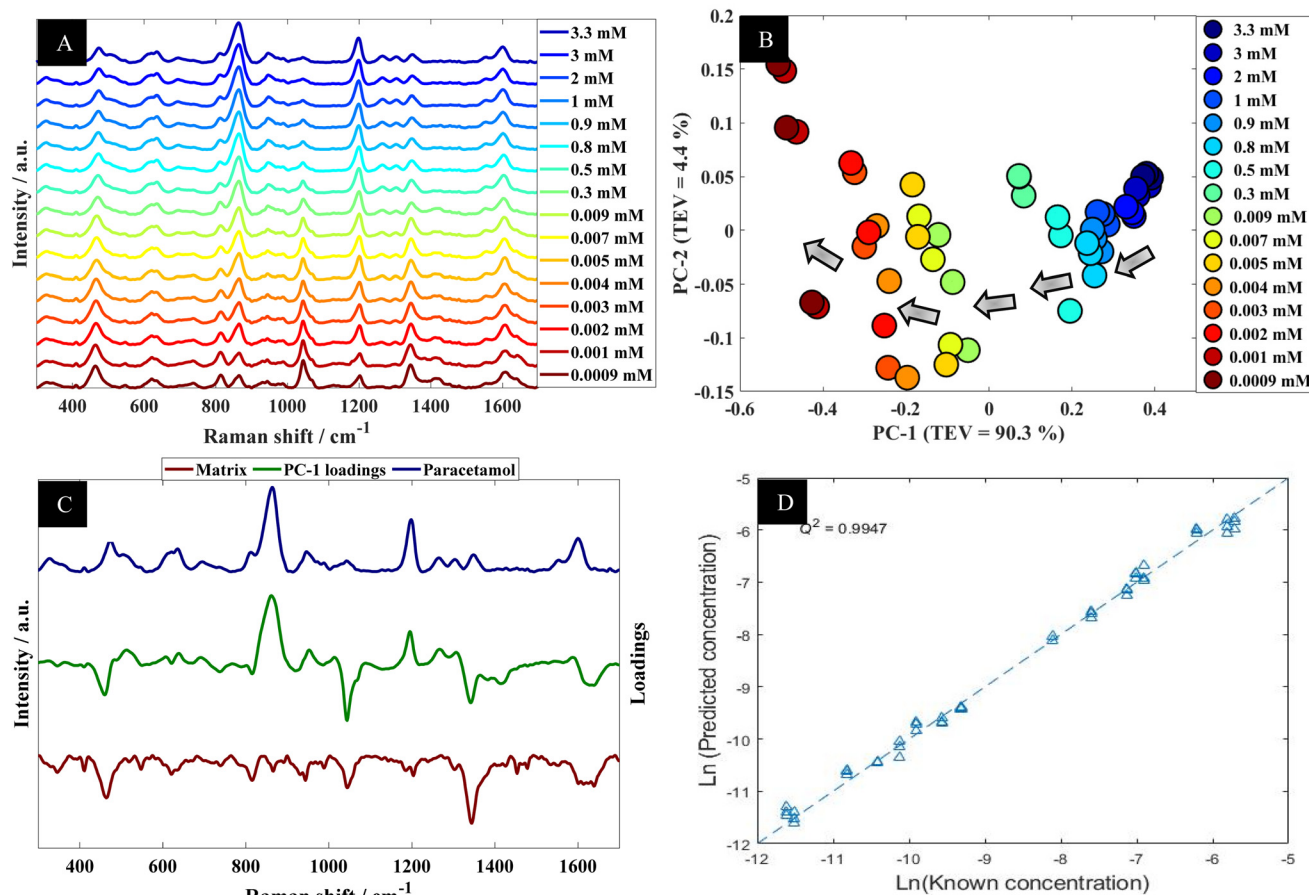 A
3.3 mM
3 mM
2 mM
1 mM
0.9 mM
0.8 mM
0.5 mM
0.3 mM
0.009 mM
0.007 mM
0.005 mM
0.004 mM
0.003 mM
0.002 mM
0.001 mM
0.0009 mM
Intensity / a.u.
400 600 800 1000 1200 1400 1600
Raman shift / cm-1
B
0.2
0.15
0.1
0.05
0
-0.05
-0.1
-0.15
PC-2 (TEV = 4.4 %)
-0.6 -0.4 -0.2 0 0.2 0.4
PC-1 (TEV = 90.3 %)
3.3 mM
3 mM
2 mM
1 mM
0.9 mM
0.8 mM
0.5 mM
0.3 mM
0.009 mM
0.007 mM
0.005 mM
0.004 mM
0.003 mM
0.002 mM
0.001 mM
0.0009 mM
Matrix PC-1 loadings Paracetamol
C
Intensity / a.u.
Loadings
400 600 800 1000 1200 1400 1600
Raman shift / cm-1
D
Q2 = 0.9947
-5
-6
-7
-8
-9
-10
-11
-12
Ln (Predicted concentration)
-12 -11 -10 -9 -8 -7 -6 -5
Ln(Known concentration)